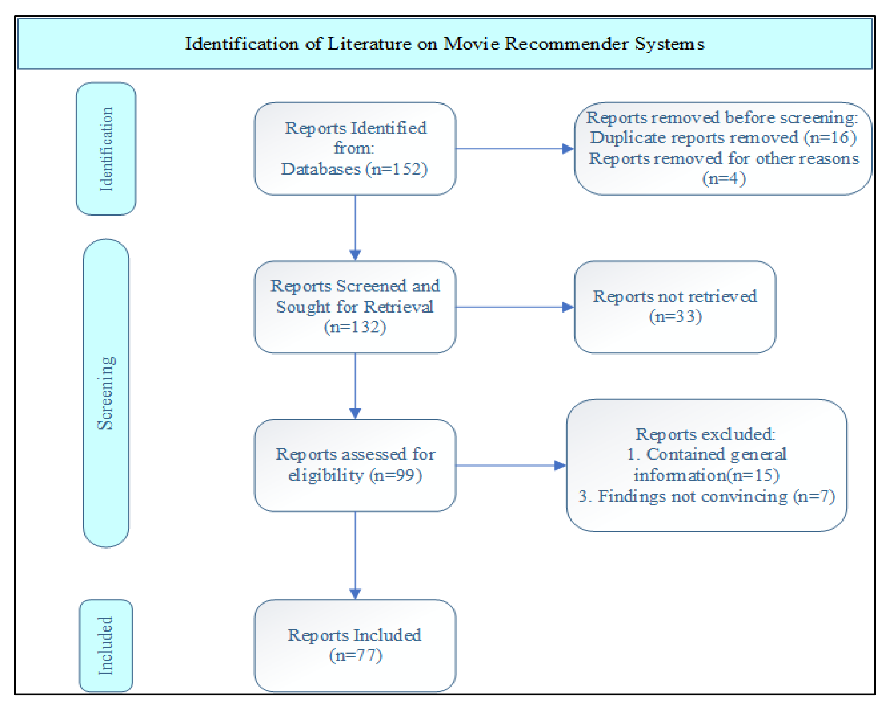 Identification of Literature on Movie Recommender Systems
Identification
Reports Identified
from:
Databases (n=152)
Reports removed before screening:
Duplicate reports removed (n=16)
Reports removed for other reasons
(n=4)
Screening
Reports Screened and
Sought for Retrieval
(n=132)
Reports not retrieved
(n=33)
Reports assessed for
eligibility (n=99)
Reports excluded:
1. Contained general
information(n=15)
3. Findings not convincing (n=7)
Included
Reports Included
(n=77)